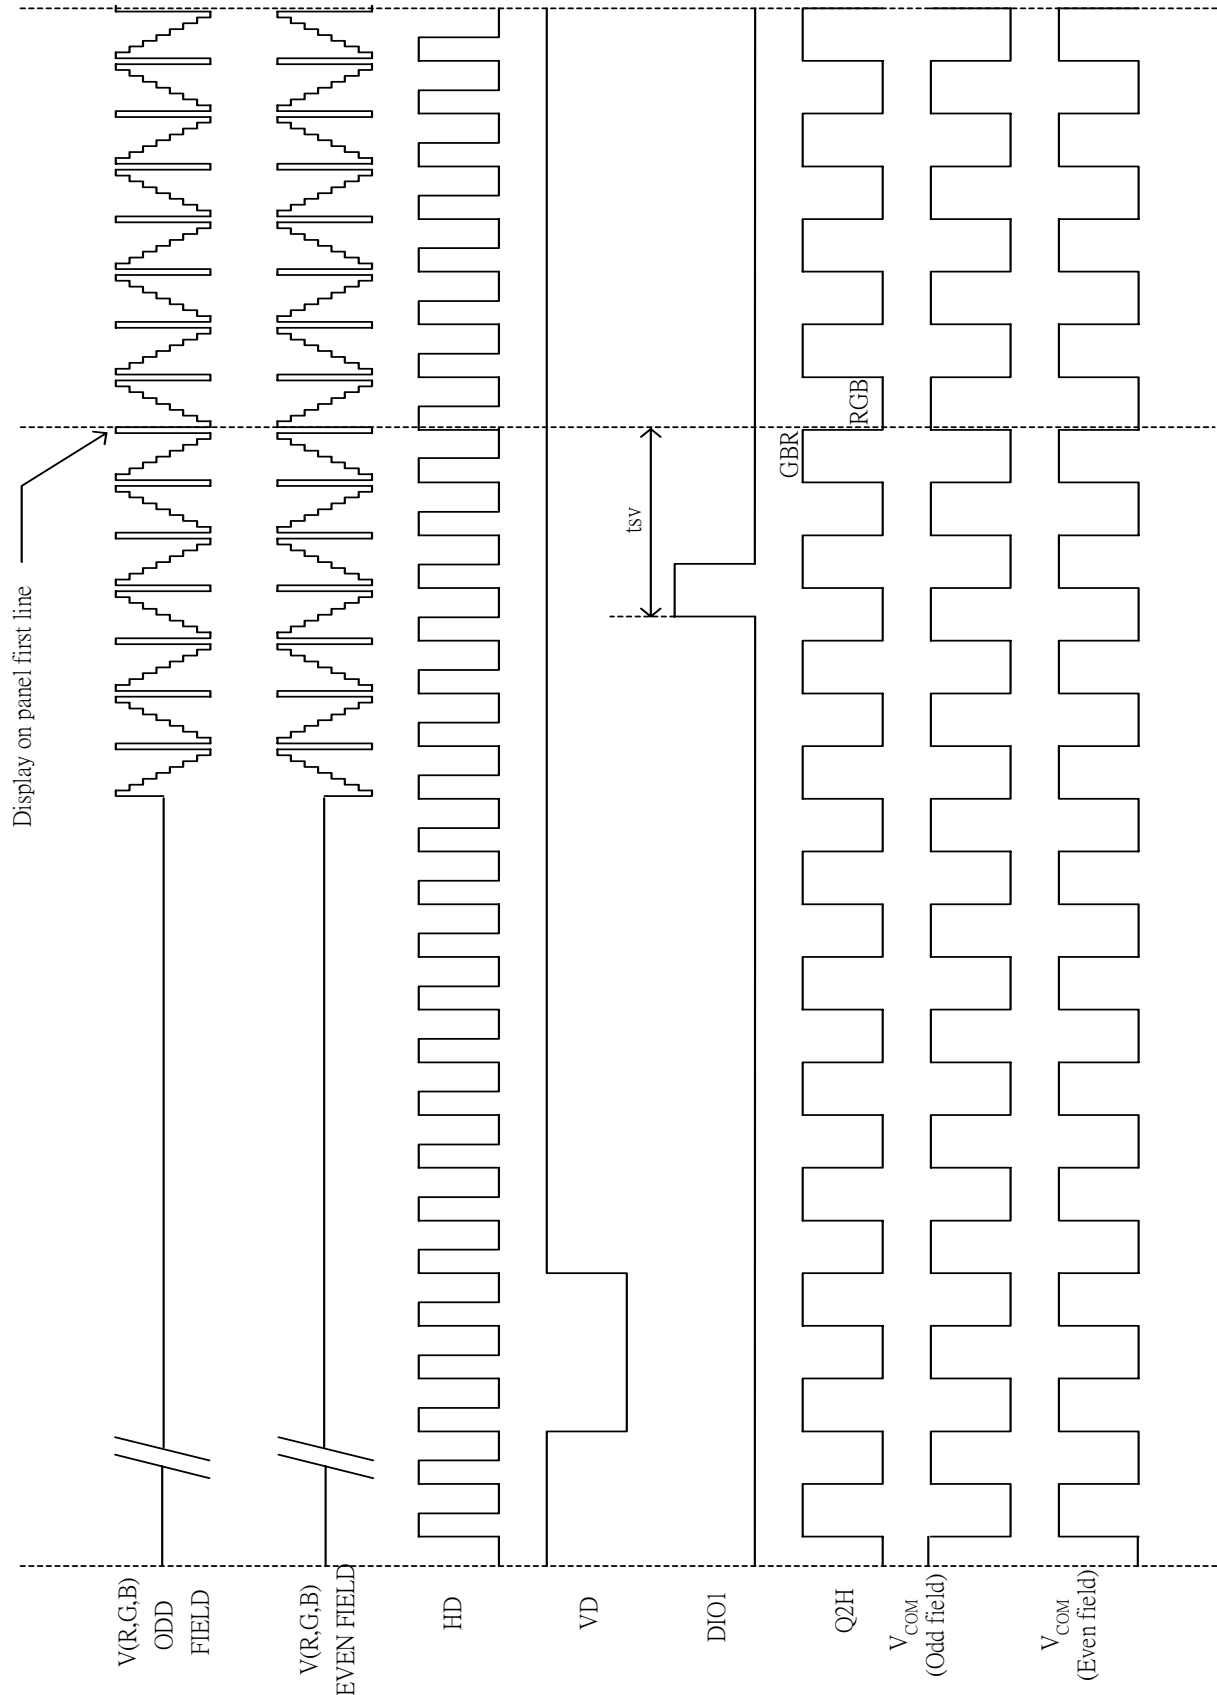 Display on panel first line
V(R,G,B)
ODD
FIELD
V(R,G,B)
EVEN FIELD
HD
VD
tsv
DIO1
GBR
RGB
Q2H
VCOM
(Odd field)
VCOM
(Even field)